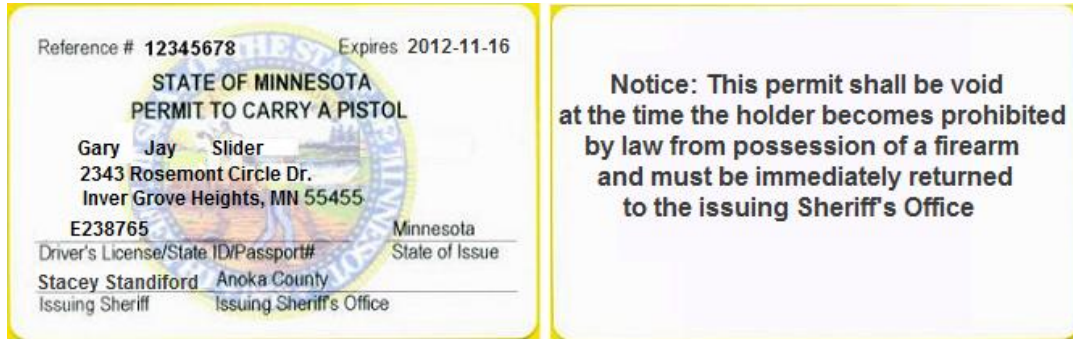 Reference # 12345678 Expires 2012-11-16
STATE OF MINNESOTA
PERMIT TO CARRY A PISTOL
Gary Jay Slider
2343 Rosemont Circle Dr.
Inver Grove Heights, MN 55455
E238765 Minnesota
Driver's License/State ID/Passport# State of Issue
Stacey Standiford Anoka County
Issuing Sheriff Issuing Sheriff's Office
Notice: This permit shall be void
at the time the holder becomes prohibited
by law from possession of a firearm
and must be immediately returned
to the issuing Sheriff's Office